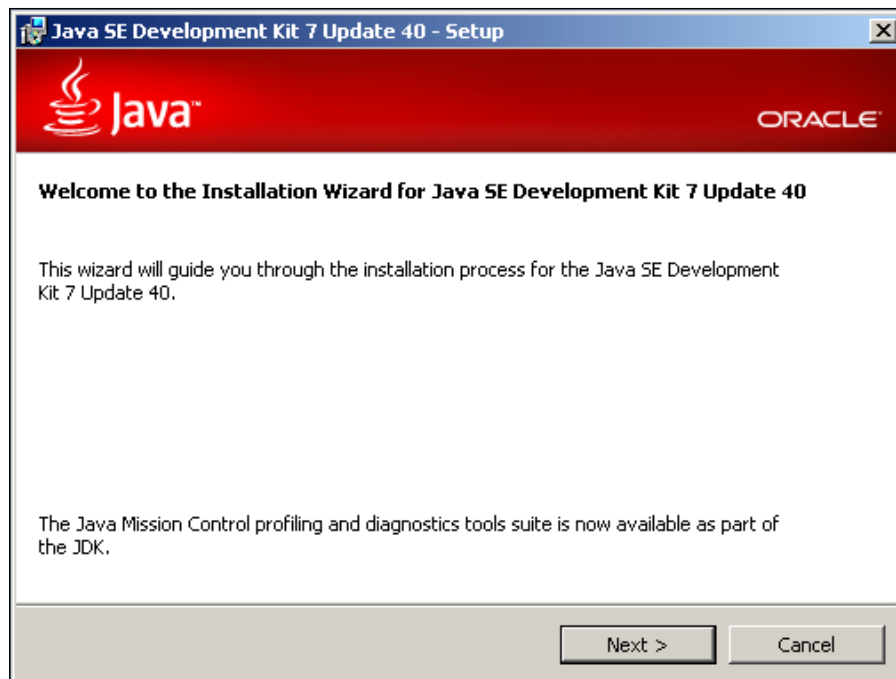 Java SE Development Kit 7 Update 40 - Setup
Java™
ORACLE
Welcome to the Installation Wizard for Java SE Development Kit 7 Update 40
This wizard will guide you through the installation process for the Java SE Development
Kit 7 Update 40.
The Java Mission Control profiling and diagnostics tools suite is now available as part of
the JDK.
Next >
Cancel